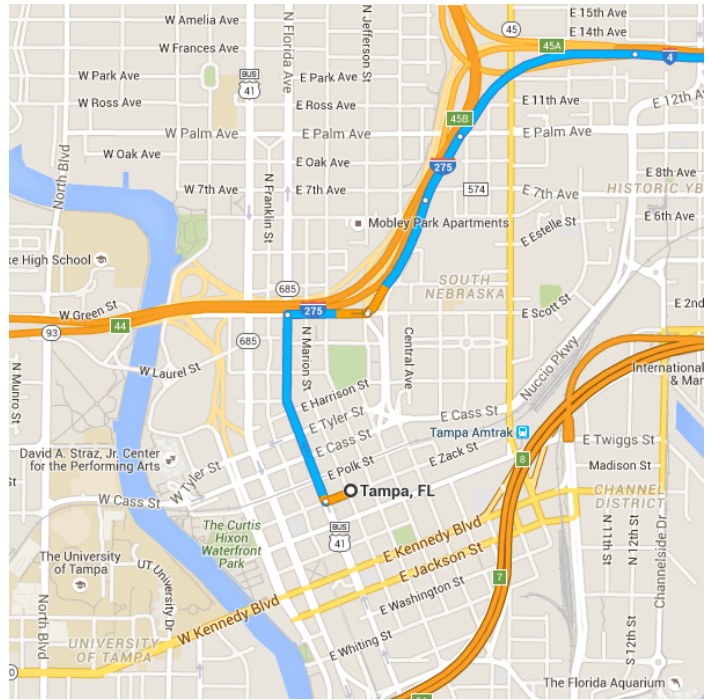 W Amelia Ave
W Frances Ave
N Florida Ave
N Jefferson St
45
E 15th Ave
E 14th Ave
45A
4
BUS
41
W Park Ave
E Park Ave
W Ross Ave
E Ross Ave
E 11th Ave
E 12th Ave
45B
W Palm Ave
E Palm Ave
E Palm Ave
North Blvd
W Oak Ave
E Oak Ave
275
E 8th Ave
W 7th Ave
E 7th Ave
574
E 7th Ave
HISTORIC YB
N Franklin St
E 6th Ave
Mobley Park Apartments
E Estelle St
ke High School
SOUTH
NEBRASKA
685
W Green St
275
E Scott St
E 2nd
44
93
685
N Marion St
Central Ave
Nuccio Pkwy
W Laurel St
International
& Mar
N Munro St
E Harrison St
E Tyler St
E Cass St
E Cass St
Tampa Amtrak
E Twiggs St
David A. Straz, Jr. Center
for the Performing Arts
W Tyler St
E Polk St
E Zack St
8
Madison St
Tampa, FL
W Cass St
CHANNEL
DISTRICT
The Curtis
Hixon
Waterfront
Park
BUS
41
E Kennedy Blvd
N 11th St
N 12th St
Channelside Dr
The University
of Tampa
UT University Dr
E Jackson St
7
E Washington St
W Kennedy Blvd
North Blvd
UNIVERSITY
OF TAMPA
E Whiting St
S 12th St
The Florida Aquarium